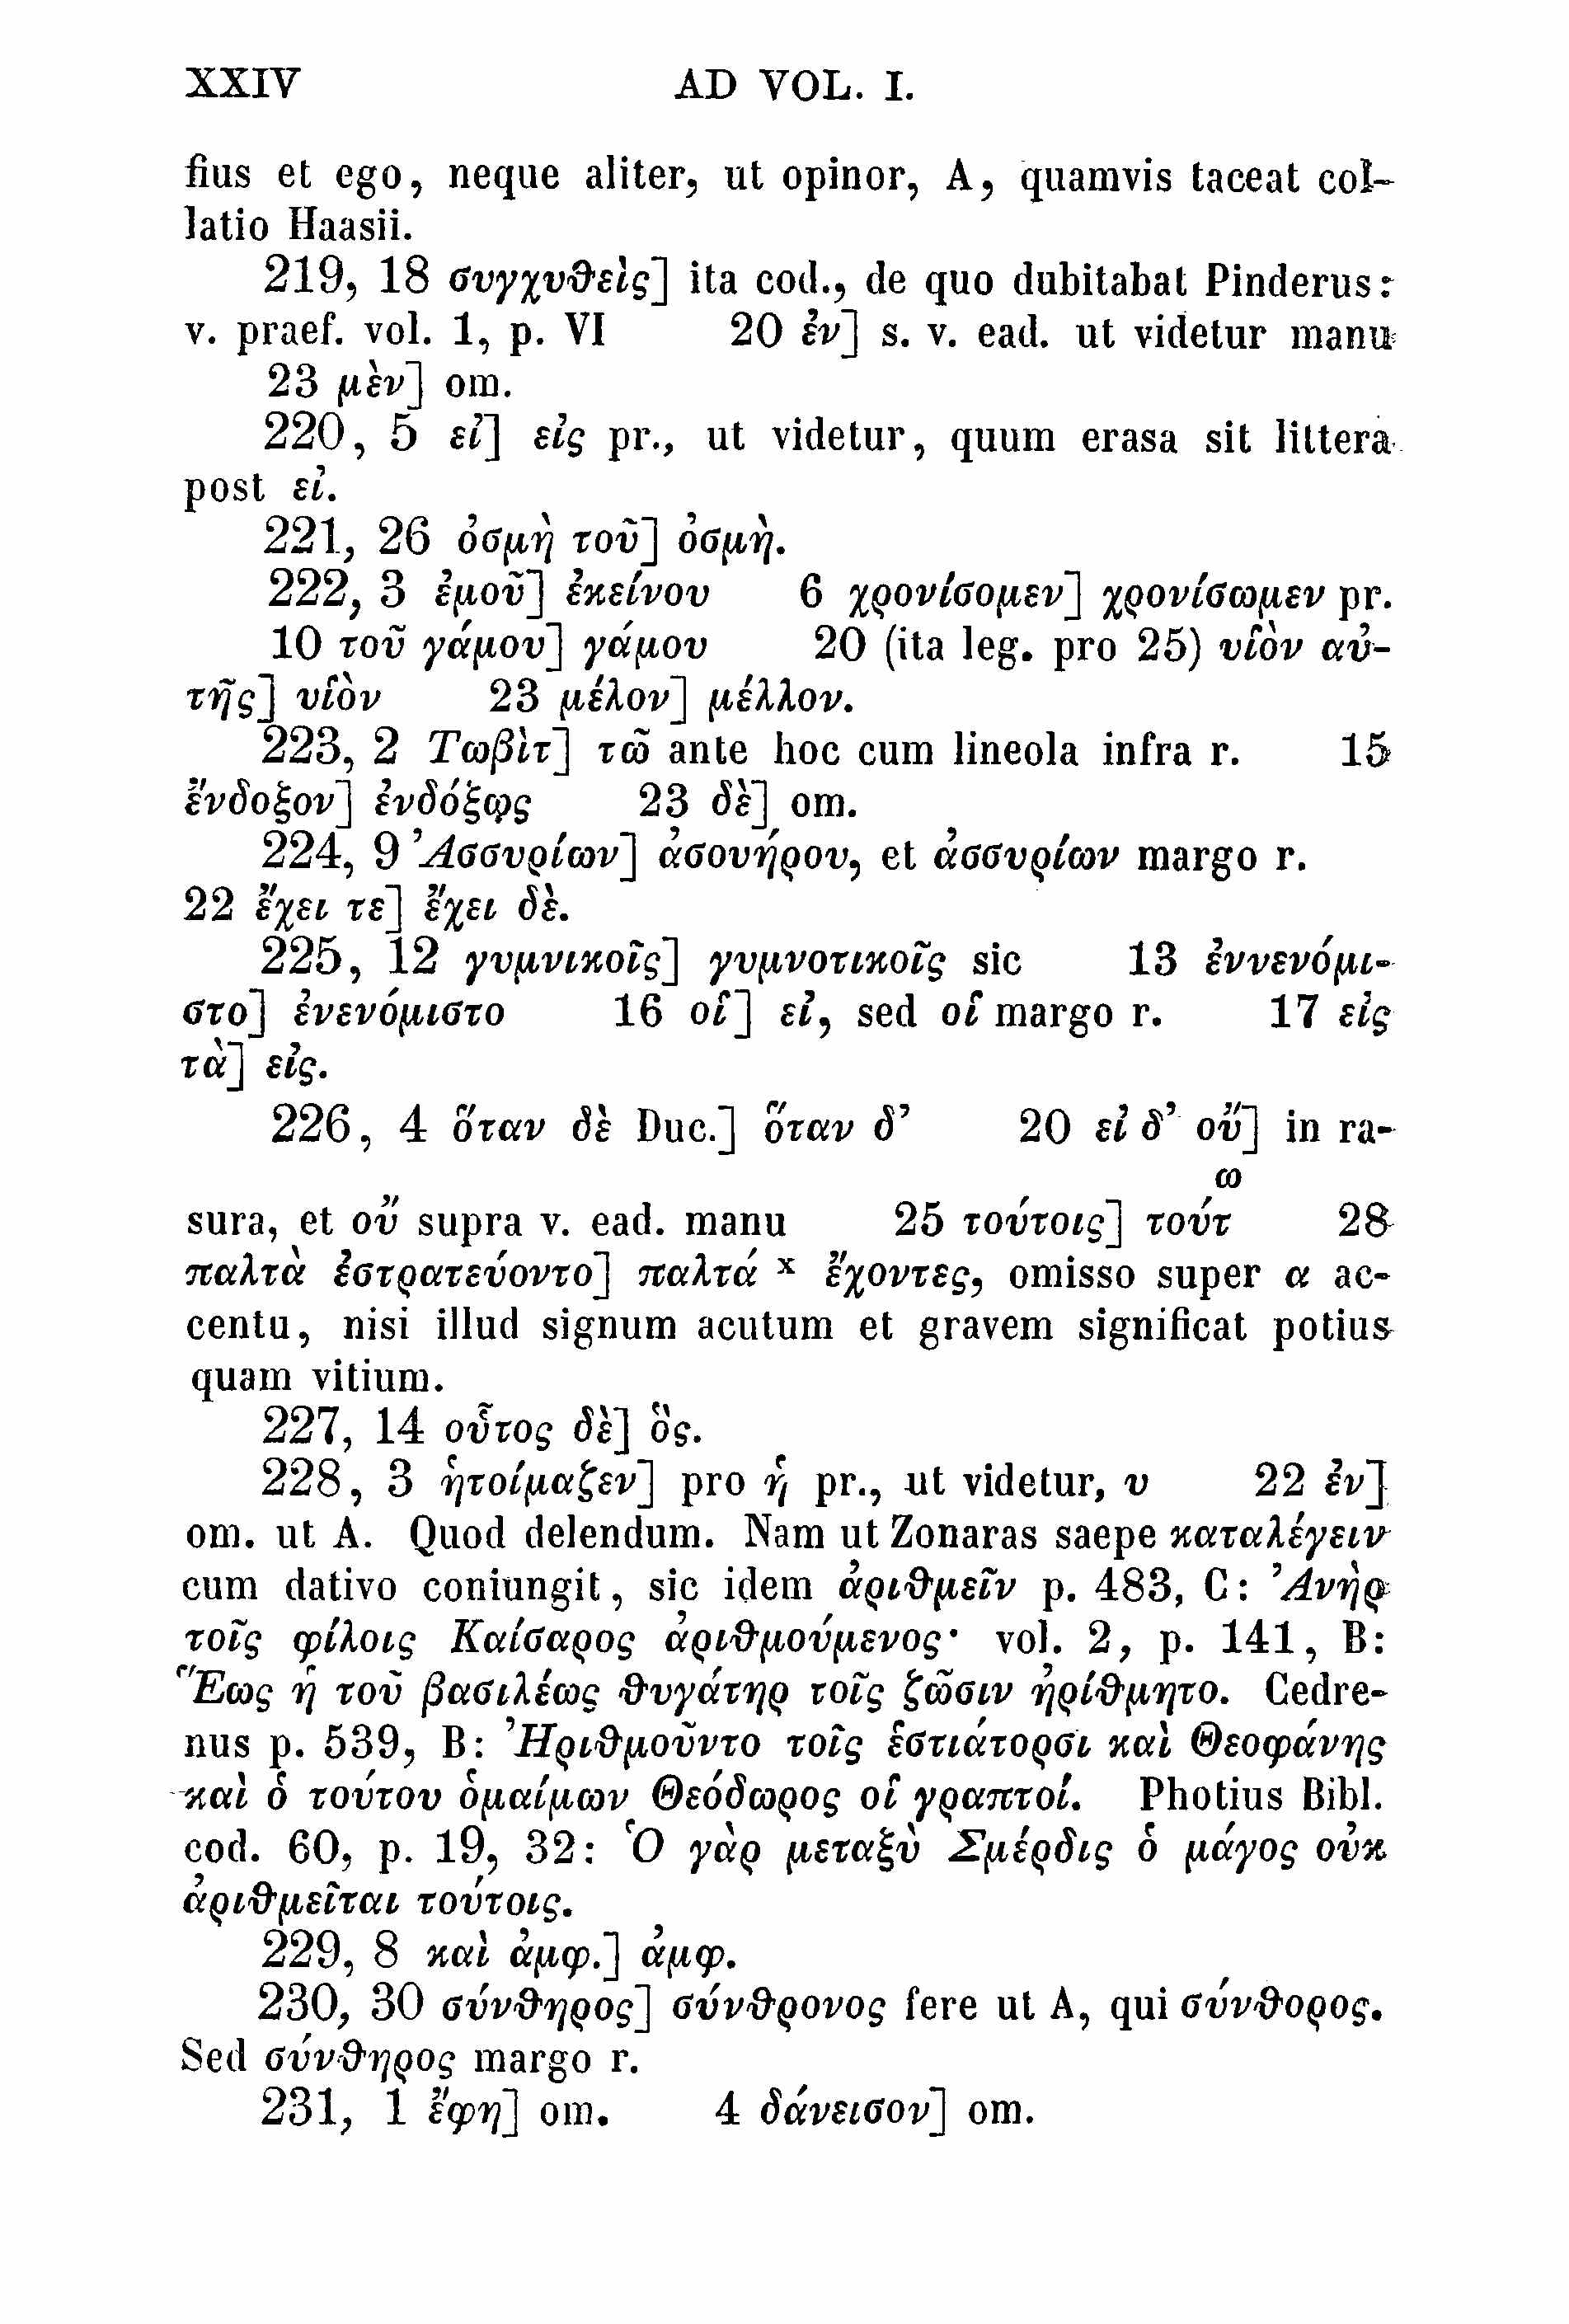 XXIV AD VOL. I.
fius et ego, neque aliter, ut opinor, A, quamvis taceat col-
latio Haasii.
219, 18 συγχυθεὶς] ita cod., de quo dubitabat Pinderus:
v. praef. vol. 1, p. VI 20 ἐν] s. v. ead. ut videtur manu
23 μὲν] om.
220, 5 εἰ] εἰς pr., ut videtur, quum erasa sit littera
post εἰ.
221, 26 ὀσμὴ τοῦ] ὀσμὴ.
222, 3 ἐμοῦ] ἐκείνου 6 χρονίσομεν] χρονίσωμεν pr.
10 τοῦ γάμου] γάμου 20 (ita leg. pro 25) υἱὸν αὐ-
τῆς] υἱὸν 23 μέλον] μέλλον.
223, 2 Τωβὶτ] τῶ ante hoc cum lineola infra r. 15
ἔνδοξον] ἐνδόξως 23 δὲ] om.
224, 9 Ἀσσυρίων] ἀσουήρου, et ἀσσυρίων margo r.
22 ἔχει τε] ἔχει δὲ.
225, 12 γυμνικοῖς] γυμνοτικοῖς sic 13 ἐννενόμι-
στο] ἐνενόμιστο 16 οἱ] εἰ, sed οἱ margo r. 17 εἰς
τὰ] εἰς.
226, 4 ὅταν δὲ Duc.] ὅταν δ’ 20 εἰ δ’ οὔ] in ra-
ω
sura, et οὔ supra v. ead. manu 25 τούτοις] τούτ 28
παλτὰ ἐστρατεύοντο] παλτά x ἔχοντες, omisso super α ac-
centu, nisi illud signum acutum et gravem significat potius
quam vitium.
227, 14 οὗτος δὲ] ὃς.
228, 3 ἡτοίμαζεν] pro ἡ pr., ut videtur, υ 22 ἐν]
om. ut A. Quod delendum. Nam ut Zonaras saepe καταλέγειν
cum dativo coniungit, sic idem ἀριθμεῖν p. 483, C: Ἀνὴρ
τοῖς φίλοις Καίσαρος ἀριθμούμενος· vol. 2, p. 141, B:
Ἕως ἡ τοῦ βασιλέως θυγάτηρ τοῖς ζῶσιν ἠρίθμητο. Cedre-
nus p. 539, B: Ἠριθμοῦντο τοῖς ἑστιάτορσι καὶ Θεοφάνης
καὶ ὁ τούτου ὁμαίμων Θεόδωρος οἱ γραπτοί. Photius Bibl.
cod. 60, p. 19, 32: Ὁ γὰρ μεταξὺ Σμέρδις ὁ μάγος οὐκ
ἀριθμεῖται τούτοις.
229, 8 καὶ ἀμφ.] ἀμφ.
230, 30 σύνθηρος] σύνθρονος fere ut A, qui σύνθορος.
Sed σύνθηρος margo r.
231, 1 ἔφη] om. 4 δάνεισον] om.